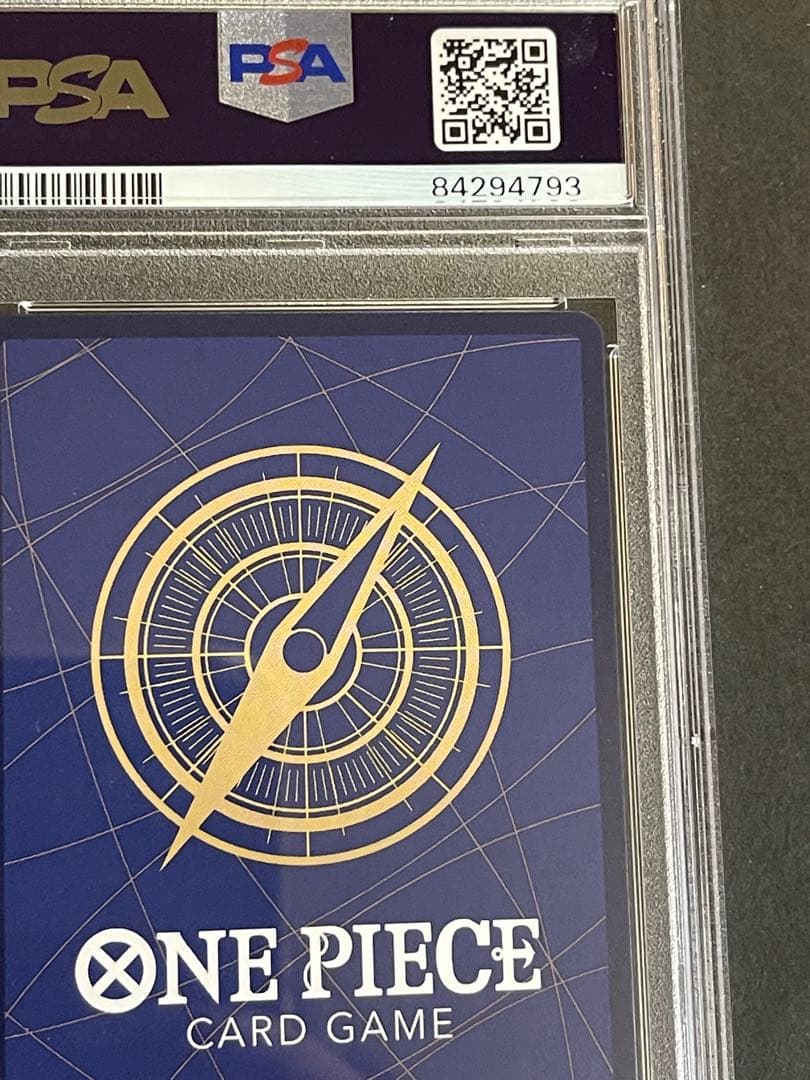 PSA PSA
84294793
ONE PIECE
CARD GAME